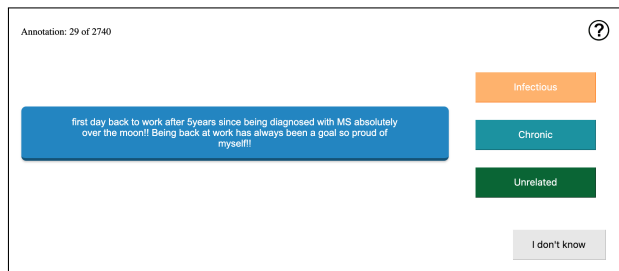 Annotation: 29 of 2740
?
Infectious
first day back to work after 5years since being diagnosed with MS absolutely
over the moon!! Being back at work has always been a goal so proud of
myself!!
Chronic
Unrelated
I don't know